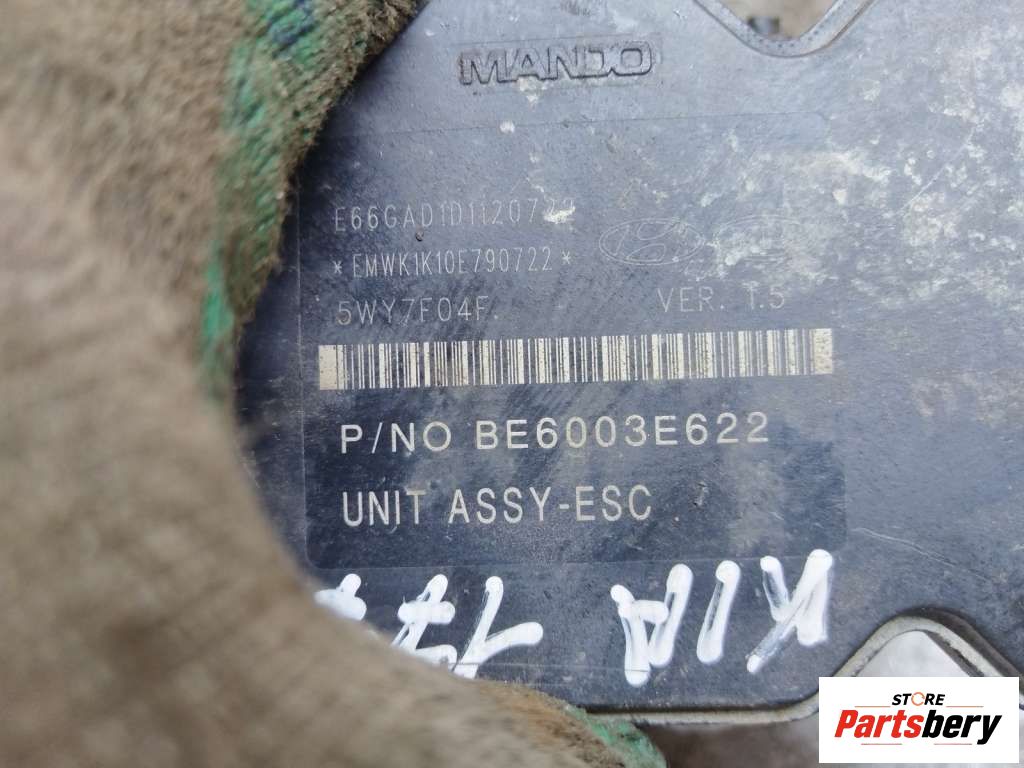 MANDO
E66GAD1D1120722
*EMWK1K10E790722*
5WY7F04F. VER. 1.5
P/NO BE6003E622
UNIT ASSY-ESC
KIA
STORE
Partsbery